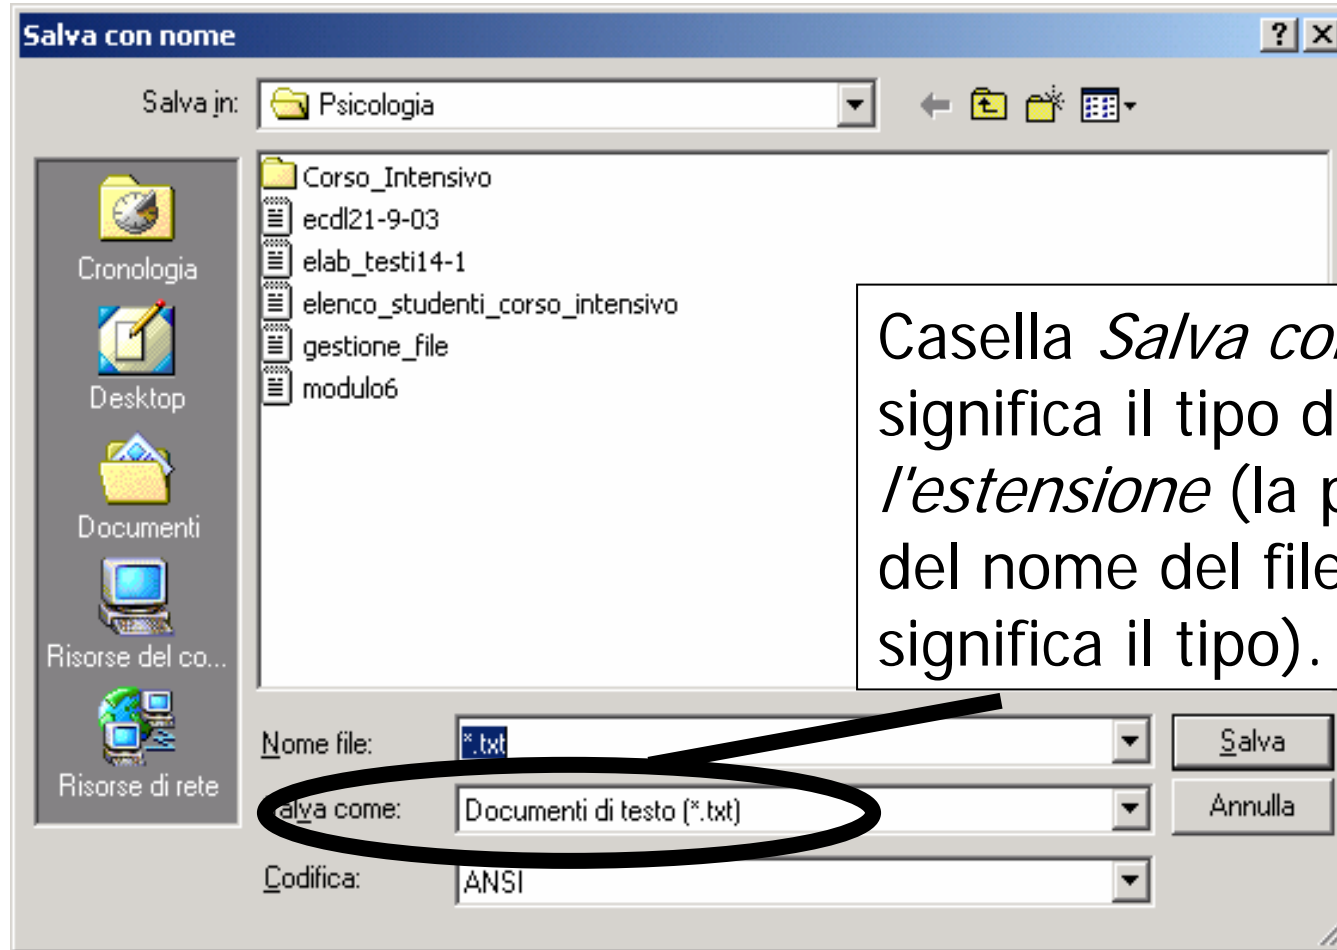 Salva con nome
Salva in: Psicologia
Cronologia
Desktop
Documenti
Risorse del co...
Risorse di rete
Corso_Intensivo
ecdl21-9-03
elab_testi14-1
elenco_studenti_corso_intensivo
gestione_file
modulo6
Casella Salva co
significa il tipo d
l'estensione (la p
del nome del file
significa il tipo).
Nome file: *.txt Salva
alva come: Documenti di testo (*.txt) Annulla
Codifica: ANSI